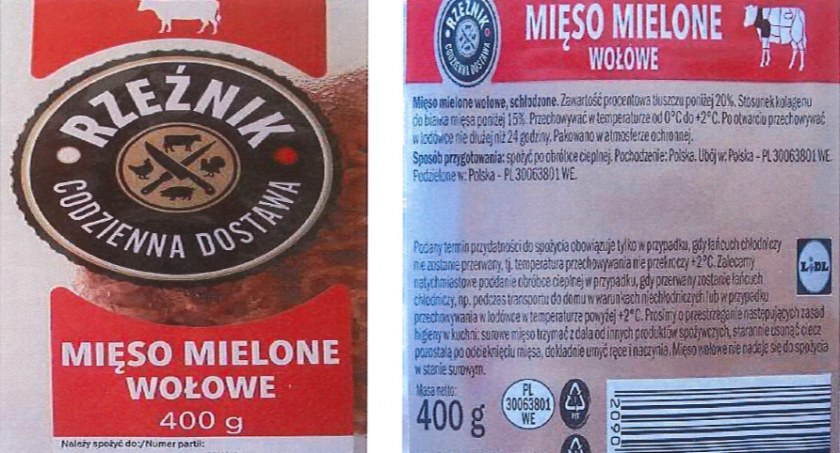 RZEŹNIK
CODZIENNA DOSTAWA
MIĘSO MIELONE
WOŁOWE
400 g
Należy spożyć do:/Numer partii:
RZEŹNIK
CODZIENNA DOSTAWA
MIĘSO MIELONE
WOŁOWE
Mięso mielone wołowe, schłodzone. Zawartość procentowa tłuszczu poniżej 20%. Stosunek kolagenu
do białka mięsa poniżej 15%. Przechowywać w temperaturze od 0°C do +2°C. Po otwarciu przechowywać
w lodówce nie dłużej niż 24 godziny. Pakowano w atmosferze ochronnej.
Sposób przygotowania: spożyć po obróbce cieplnej. Pochodzenie: Polska. Ubój w: Polska - PL 30063801 WE.
Podzielone w: Polska - PL 30063801 WE.
Podany termin przydatności do spożycia obowiązuje tylko w przypadku, gdy łańcuch chłodniczy
nie zostanie przerwany, tj. temperatura przechowywania nie przekroczy +2°C. Zalecamy
natychmiastowe poddanie obróbce cieplnej w przypadku, gdy przerwany zostanie łańcuch
chłodniczy, np. podczas transportu do domu w warunkach niechłodniczych lub w przypadku
przechowywania w lodówce w temperaturze powyżej +2°C. Prosimy o przestrzeganie następujących zasad
higieny w kuchni: surowe mięso trzymać z dala od innych produktów spożywczych, starannie usunąć ciecz
pozostałą po odcieknięciu mięsa, dokładnie umyć ręce i naczynia. Mięso wołowe nie nadaje się do spożycia
w stanie surowym.
LIDL
Masa netto:
400 g
PL
30063801
WE
2090